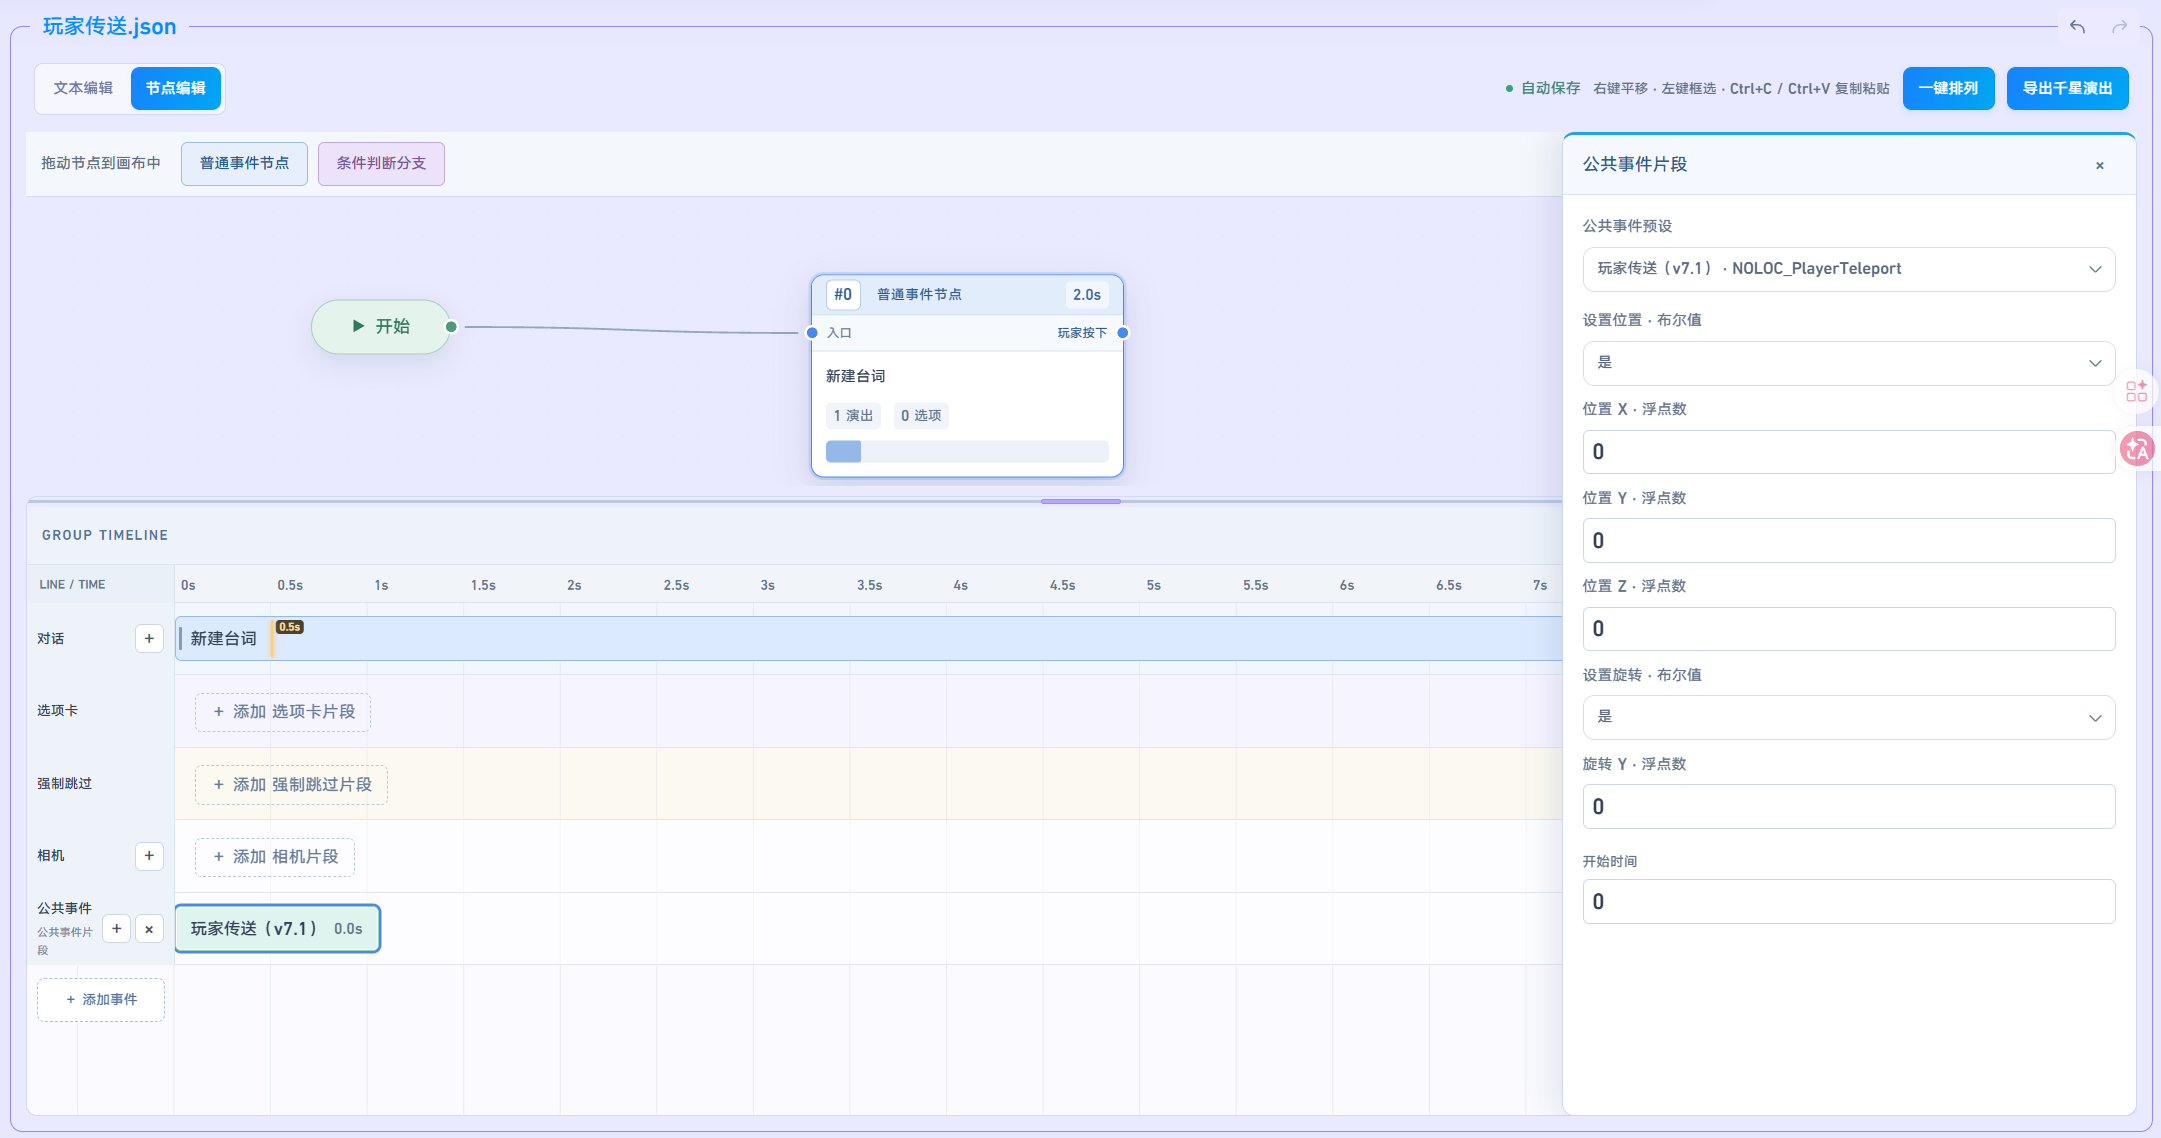 玩家传送.json
文本编辑
节点编辑
自动保存
右键平移 · 左键框选 · Ctrl+C / Ctrl+V 复制粘贴
一键排列
导出千星演出
拖动节点到画布中
普通事件节点
条件判断分支
开始
#0
普通事件节点
2.0s
入口
玩家按下
新建台词
1 演出
0 选项
GROUP TIMELINE
LINE / TIME
0s
0.5s
1s
1.5s
2s
2.5s
3s
3.5s
4s
4.5s
5s
5.5s
6s
6.5s
7s
对话
+
新建台词
0.5s
选项卡
+ 添加 选项卡片段
强制跳过
+ 添加 强制跳过片段
相机
+
+ 添加 相机片段
公共事件
公共事件片
段
+
×
玩家传送（v7.1） 0.0s
+ 添加事件
公共事件片段
×
公共事件预设
玩家传送（v7.1） · NOLOC_PlayerTeleport
设置位置 · 布尔值
是
位置 X · 浮点数
0
位置 Y · 浮点数
0
位置 Z · 浮点数
0
设置旋转 · 布尔值
是
旋转 Y · 浮点数
0
开始时间
0